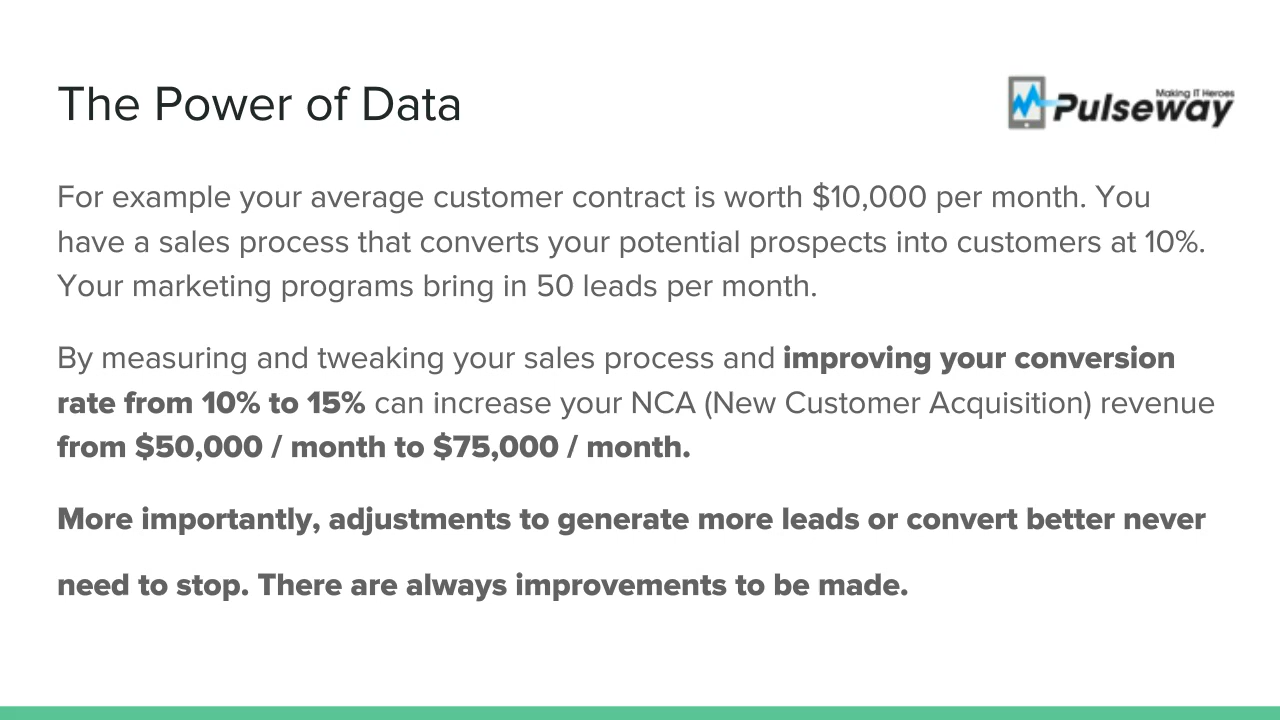 The Power of Data
Making IT Heroes
Pulseway
For example your average customer contract is worth $10,000 per month. You
have a sales process that converts your potential prospects into customers at 10%.
Your marketing programs bring in 50 leads per month.
By measuring and tweaking your sales process and improving your conversion
rate from 10% to 15% can increase your NCA (New Customer Acquisition) revenue
from $50,000 / month to $75,000 / month.
More importantly, adjustments to generate more leads or convert better never
need to stop. There are always improvements to be made.